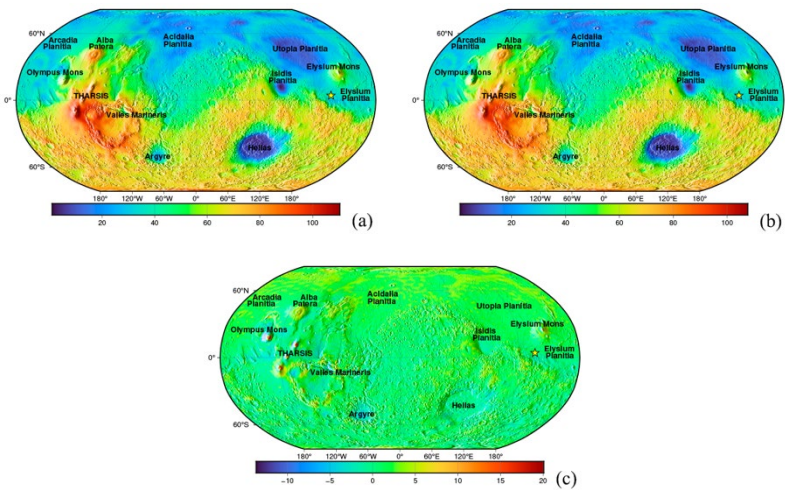 60°N
Arcadia
Planitia
Alba
Patera
Acidalia
Planitia
Utopia Planitia
Elysium Mons
Olympus Mons
Isidis
Planitia
Elysium
Planitia
THARSIS
0°
Valles Marineris
Argyre
Hellas
60°S
180° 120°W 60°W 0° 60°E 120°E 180°
20 40 60 80 100
(a)
60°N
Arcadia
Planitia
Alba
Patera
Acidalia
Planitia
Utopia Planitia
Elysium Mons
Olympus Mons
Isidis
Planitia
Elysium
Planitia
THARSIS
0°
Valles Marineris
Argyre
Hellas
60°S
180° 120°W 60°W 0° 60°E 120°E 180°
20 40 60 80 100
(b)
60°N
Arcadia
Planitia
Alba
Patera
Acidalia
Planitia
Utopia Planitia
Elysium Mons
Olympus Mons
Isidis
Planitia
Elysium
Planitia
THARSIS
0°
Valles Marineris
Argyre
Hellas
60°S
180° 120°W 60°W 0° 60°E 120°E 180°
−10 −5 0 5 10 15 20
(c)